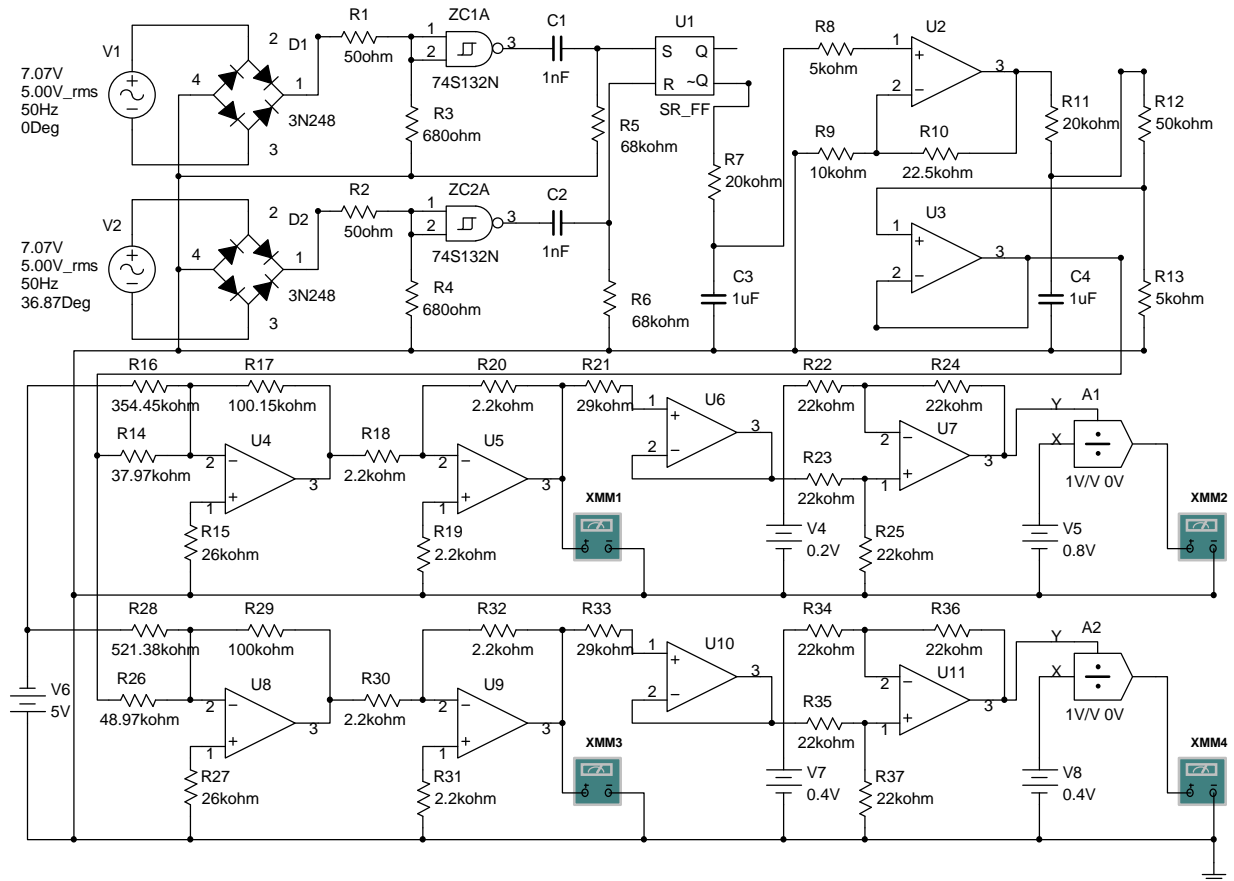 V1
7.07V
5.00V_rms
50Hz
0Deg
2
D1
4
1
3N248
3
R1
50ohm
ZC1A
1
2
3
74S132N
R3
680ohm
C1
1nF
R5
68kohm
U1
S Q
R ~Q
SR_FF
R7
20kohm
R8
5kohm
U2
1
2
3
R9
10kohm
R10
22.5kohm
R11
20kohm
R12
50kohm
V2
7.07V
5.00V_rms
50Hz
36.87Deg
2
D2
4
1
3N248
3
R2
50ohm
ZC2A
1
2
3
74S132N
R4
680ohm
C2
1nF
R6
68kohm
C3
1uF
U3
1
2
3
C4
1uF
R13
5kohm
R16
354.45kohm
R17
100.15kohm
R14
37.97kohm
U4
2
1
3
R15
26kohm
R18
2.2kohm
R20
2.2kohm
U5
2
1
3
R19
2.2kohm
XMM1
R21
29kohm
U6
1
2
3
R22
22kohm
R24
22kohm
U7
2
1
3
R23
22kohm
V4
0.2V
R25
22kohm
A1
Y
X
1V/V 0V
V5
0.8V
XMM2
R28
521.38kohm
R29
100kohm
R26
48.97kohm
V6
5V
U8
2
1
3
R27
26kohm
R30
2.2kohm
R32
2.2kohm
U9
2
1
3
R31
2.2kohm
XMM3
R33
29kohm
U10
1
2
3
R34
22kohm
R36
22kohm
U11
2
1
3
R35
22kohm
V7
0.4V
R37
22kohm
A2
Y
X
1V/V 0V
V8
0.4V
XMM4